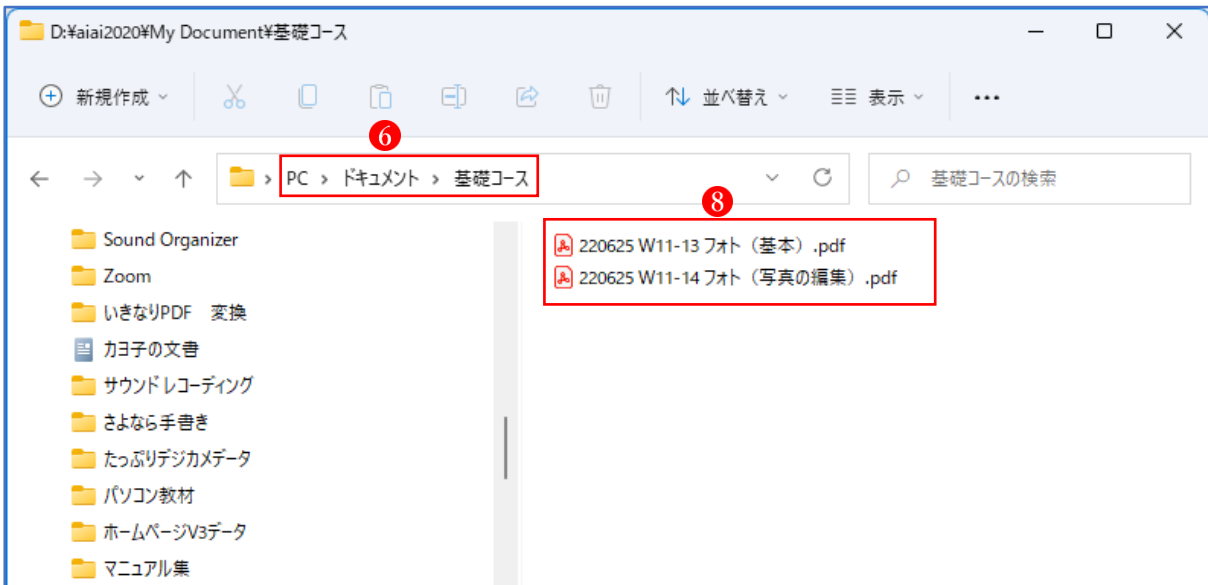 D:¥aiai2020¥My Document¥基礎コース
新規作成 並べ替え 表示 •••
6
PC › ドキュメント › 基礎コース 基礎コースの検索
8
Sound Organizer
Zoom
いきなりPDF 変換
カヨ子の文書
サウンドレコーディング
さよなら手書き
たっぷりデジカメデータ
パソコン教材
ホームページV3データ
マニュアル集
220625 W11-13 フォト（基本）.pdf
220625 W11-14 フォト（写真の編集）.pdf